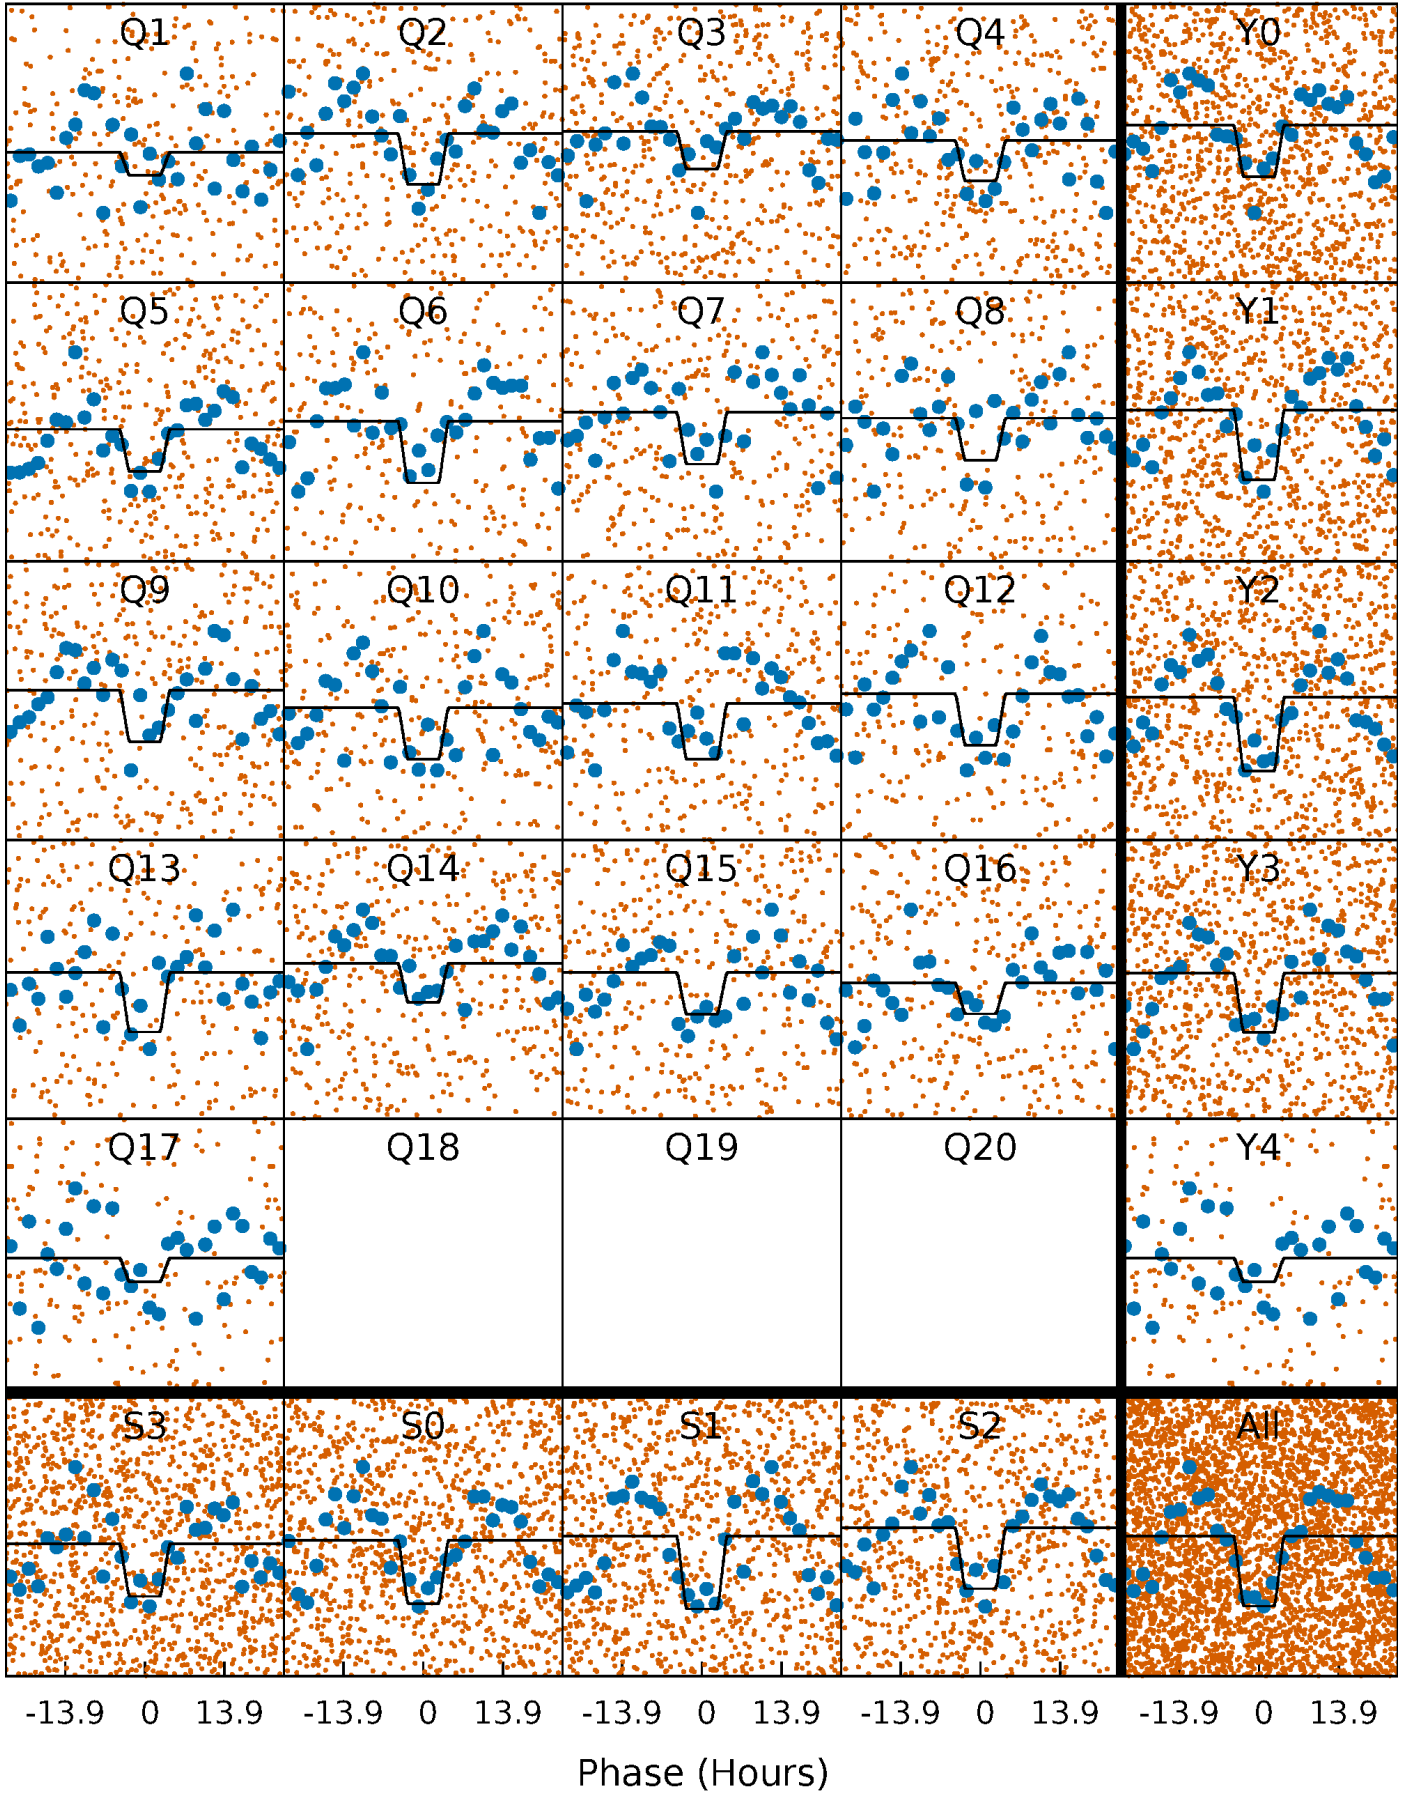 Q1 Q2 Q3 Q4 Y0
Q5 Q6 Q7 Q8 Y1
Q9 Q10 Q11 Q12 Y2
Q13 Q14 Q15 Q16 Y3
Q17 Q18 Q19 Q20 Y4
S3 S0 S1 S2 All
-13.9 0 13.9 -13.9 0 13.9 -13.9 0 13.9 -13.9 0 13.9 -13.9 0 13.9
Phase (Hours)